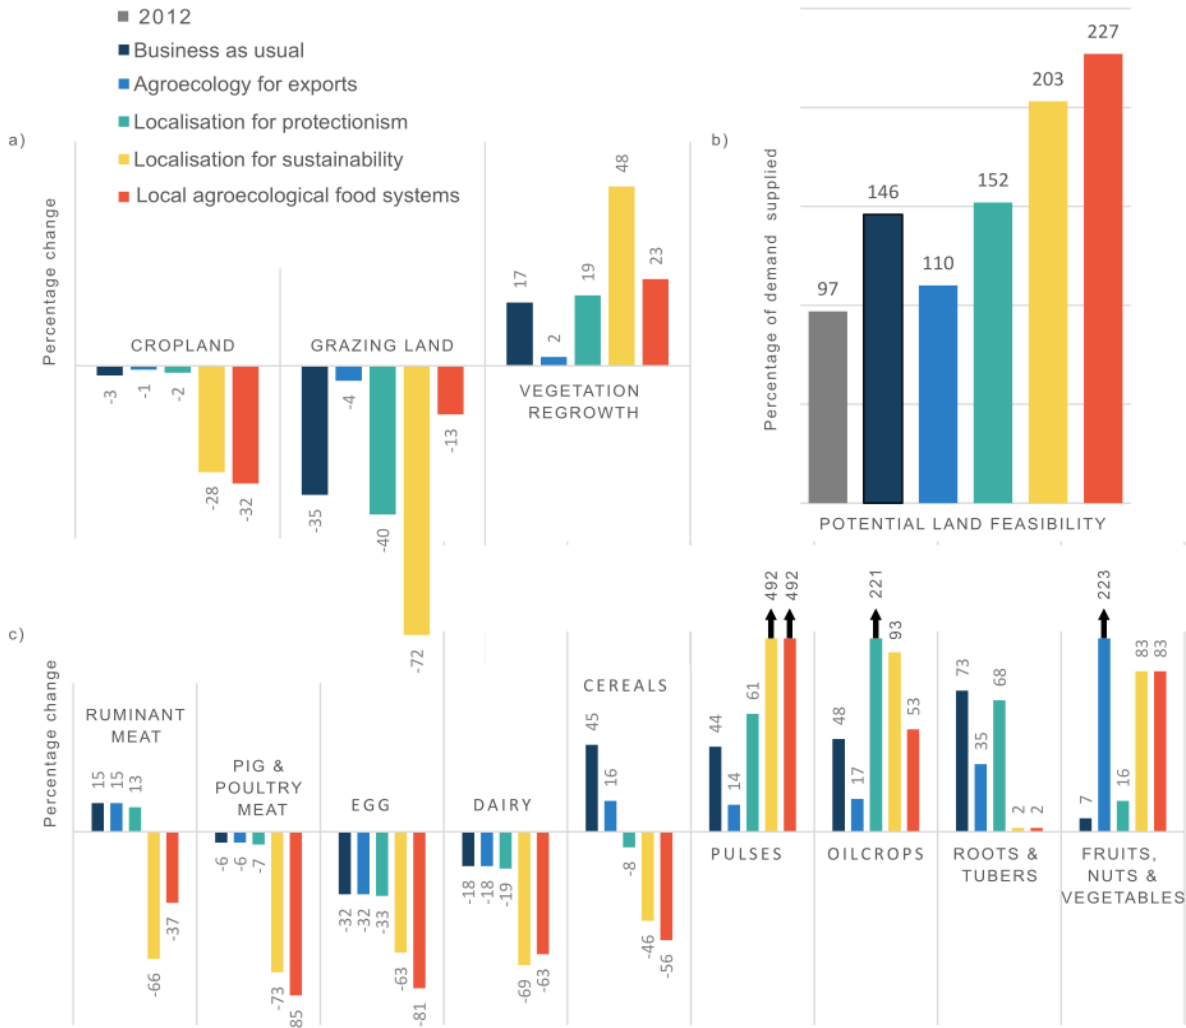 2012
Business as usual
Agroecology for exports
Localisation for protectionism
Localisation for sustainability
Local agroecological food systems
a)
Percentage change
CROPLAND
-3
-1
-2
-28
-32
GRAZING LAND
-35
-4
-40
-72
-13
17
2
19
48
23
VEGETATION
REGROWTH
b)
Percentage of demand supplied
97
146
110
152
203
227
POTENTIAL LAND FEASIBILITY
c)
Percentage change
RUMINANT
MEAT
15
15
13
-66
-37
PIG &
POULTRY
MEAT
-6
-6
-7
-73
85
EGG
-32
-32
-33
-63
-81
DAIRY
-18
-18
-19
-69
-63
CEREALS
45
16
-8
-46
-56
44
14
61
492
492
PULSES
48
17
221
93
53
OILCROPS
73
35
68
2
2
ROOTS &
TUBERS
7
223
16
83
83
FRUITS,
NUTS &
VEGETABLES